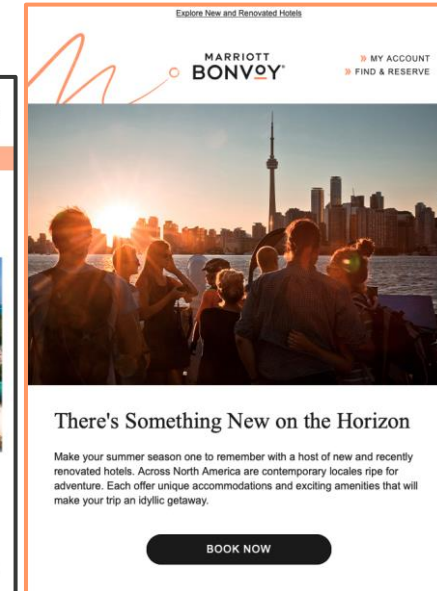 Explore New and Renovated Hotels
MARRIOTT
BONVOY
» MY ACCOUNT
» FIND & RESERVE
There's Something New on the Horizon
Make your summer season one to remember with a host of new and recently
renovated hotels. Across North America are contemporary locales ripe for
adventure. Each offer unique accommodations and exciting amenities that will
make your trip an idyllic getaway.
BOOK NOW